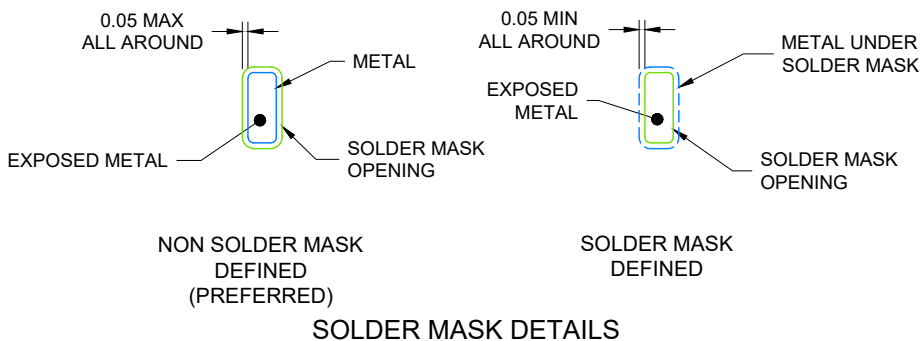 0.05 MAX
ALL AROUND
METAL
EXPOSED METAL
SOLDER MASK
OPENING
NON SOLDER MASK
DEFINED
(PREFERRED)
0.05 MIN
ALL AROUND
METAL UNDER
SOLDER MASK
EXPOSED
METAL
SOLDER MASK
OPENING
SOLDER MASK
DEFINED
SOLDER MASK DETAILS